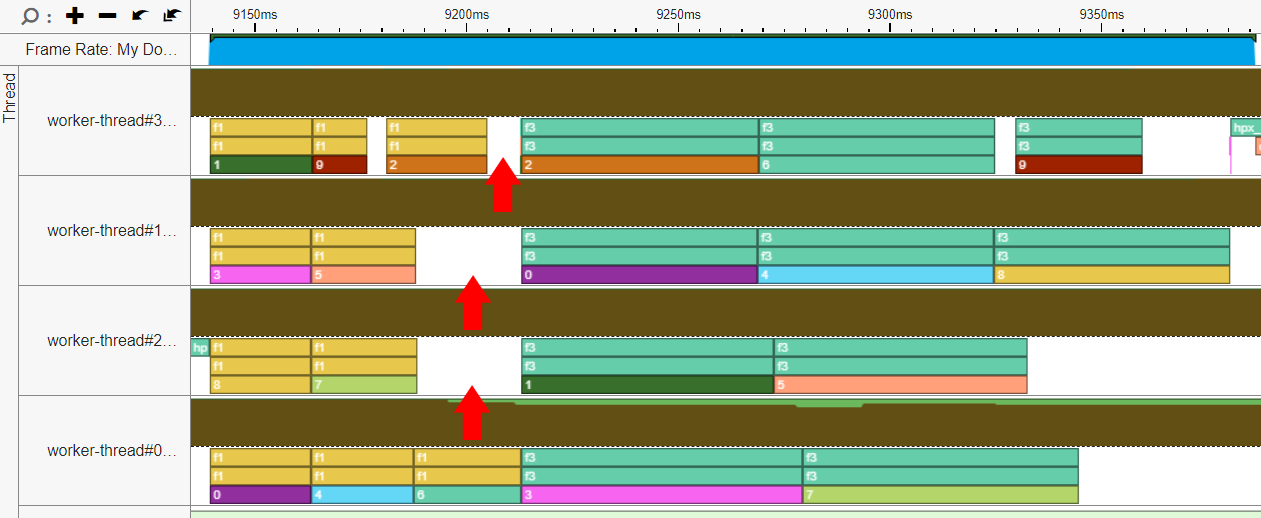 : 9150ms 9200ms 9250ms 9300ms 9350ms
Frame Rate: My Do...
Thread
worker-thread#3...
f1 f1 f1 f3 f3 f3 hpx_
f1 f1 f1 f3 f3 f3
1 9 2 2 6 9
worker-thread#1...
f1 f1 f3 f3 f3
f1 f1 f3 f3 f3
3 5 0 4 8
worker-thread#2...
hp f1 f1 f3 f3
f1 f1 f3 f3
8 7 1 5
worker-thread#0...
f1 f1 f1 f3 f3
f1 f1 f1 f3 f3
0 4 6 3 7